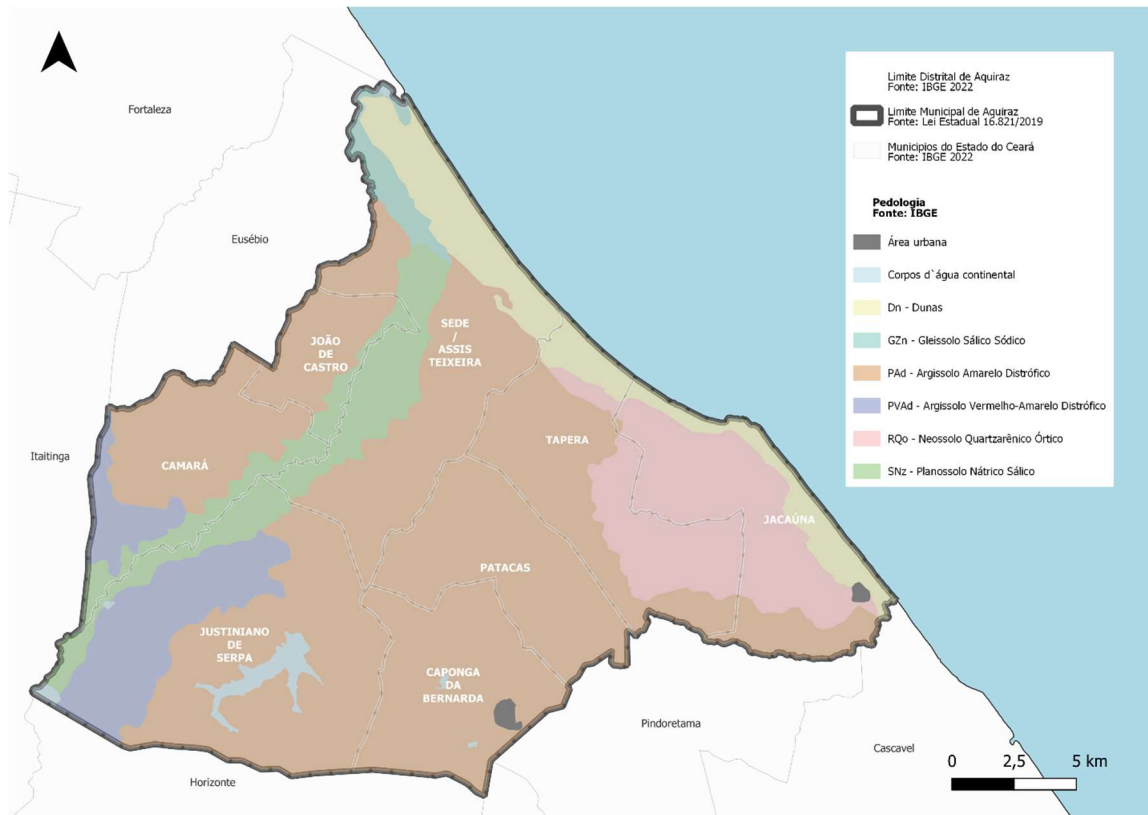 Fortaleza
Eusébio
Itaitinga
Horizonte
Pindoretama
Cascavel
JOÃO
DE
CASTRO
SEDE
/
ASSIS
TEIXEIRA
CAMARÁ
TAPERA
JACAÚNA
PATACAS
JUSTINIANO
DE
SERPA
CAPONGA
DA
BERNARDA
Limite Distrital de Aquiraz
Fonte: IBGE 2022
Limite Municipal de Aquiraz
Fonte: Lei Estadual 16.821/2019
Municipios do Estado do Ceará
Fonte: IBGE 2022
Pedologia
Fonte: IBGE
Área urbana
Corpos d`água continental
Dn - Dunas
GZn - Gleissolo Sálico Sódico
PAd - Argissolo Amarelo Distrófico
PVAd - Argissolo Vermelho-Amarelo Distrófico
RQo - Neossolo Quartzarênico Órtico
SNz - Planossolo Nátrico Sálico
0 2,5 5 km